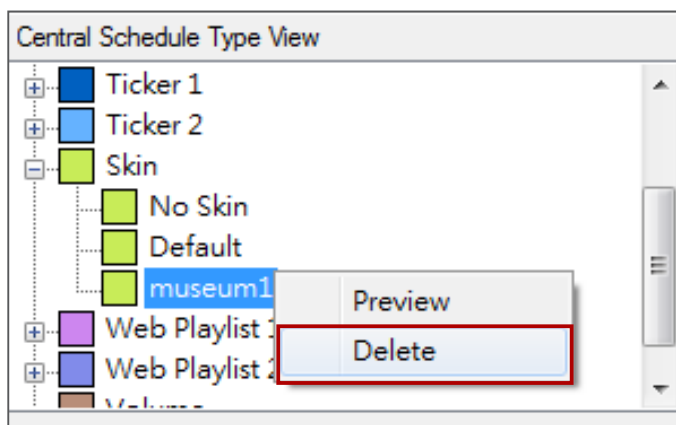 Central Schedule Type View
Ticker 1
Ticker 2
Skin
No Skin
Default
museum1
Preview
Web Playlist 1
Delete
Web Playlist 2
Volume